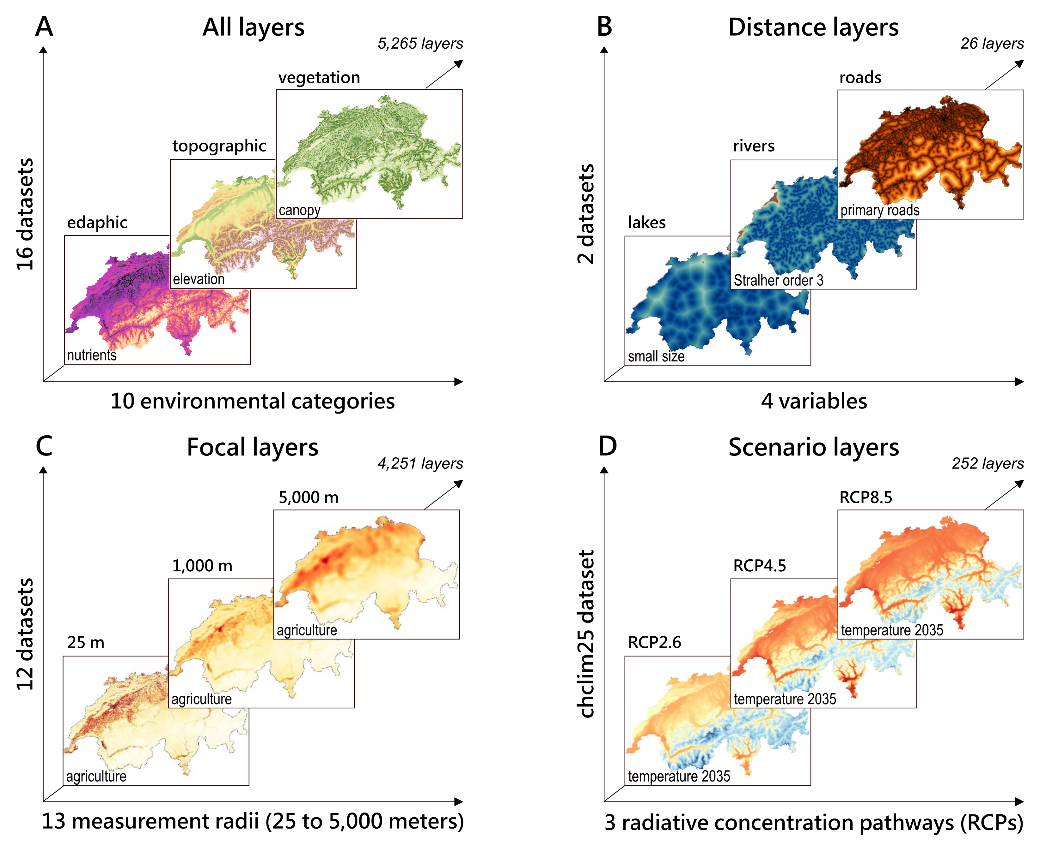 A
All layers
5,265 layers
vegetation
canopy
topographic
elevation
edaphic
nutrients
16 datasets
10 environmental categories
B
Distance layers
26 layers
roads
primary roads
rivers
Stralher order 3
lakes
small size
2 datasets
4 variables
C
Focal layers
4,251 layers
5,000 m
agriculture
1,000 m
agriculture
25 m
agriculture
12 datasets
13 measurement radii (25 to 5,000 meters)
D
Scenario layers
252 layers
RCP8.5
temperature 2035
RCP4.5
temperature 2035
RCP2.6
temperature 2035
chclim25 dataset
3 radiative concentration pathways (RCPs)